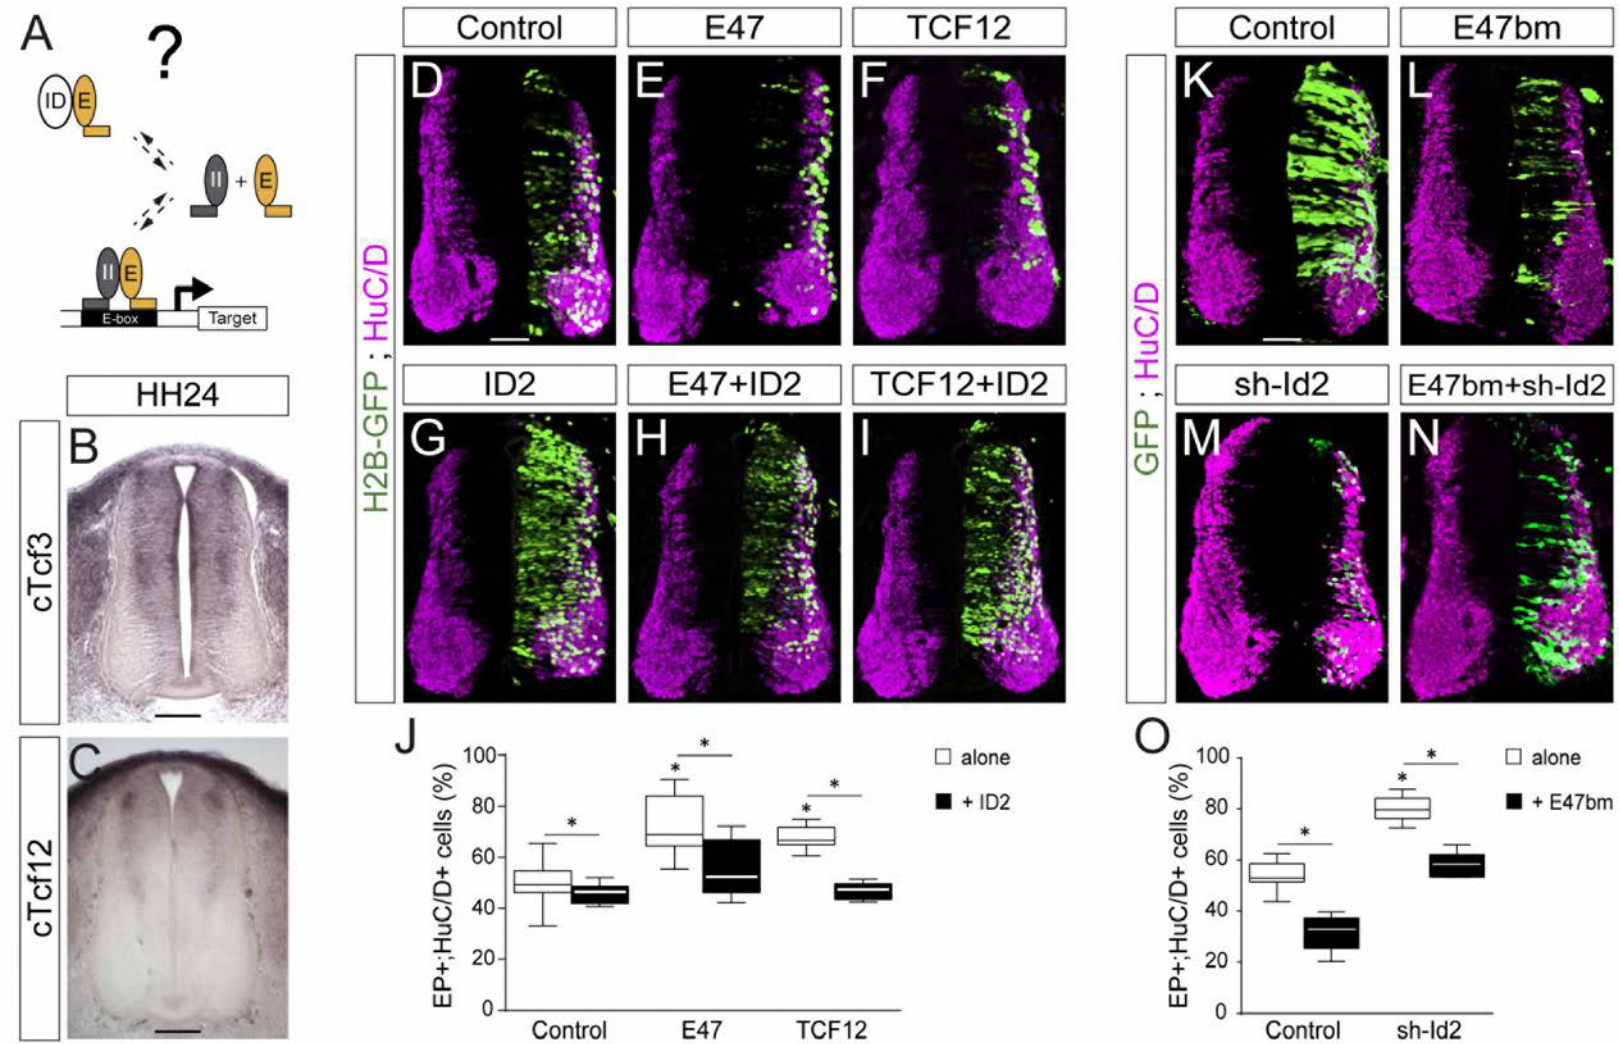 A
?
ID E
II + E
II E
E-box
Target
HH24
cTcf3
B
cTcf12
C
Control
E47
TCF12
H2B-GFP ; HuC/D
D
E
F
ID2
E47+ID2
TCF12+ID2
G
H
I
J
EP+;HuC/D+ cells (%)
100
80
60
40
20
0
*
*
*
*
*
alone
+ ID2
Control
E47
TCF12
Control
E47bm
GFP ; HuC/D
K
L
sh-Id2
E47bm+sh-Id2
M
N
O
EP+;HuC/D+ cells (%)
100
80
60
40
20
0
*
*
*
alone
+ E47bm
Control
sh-Id2